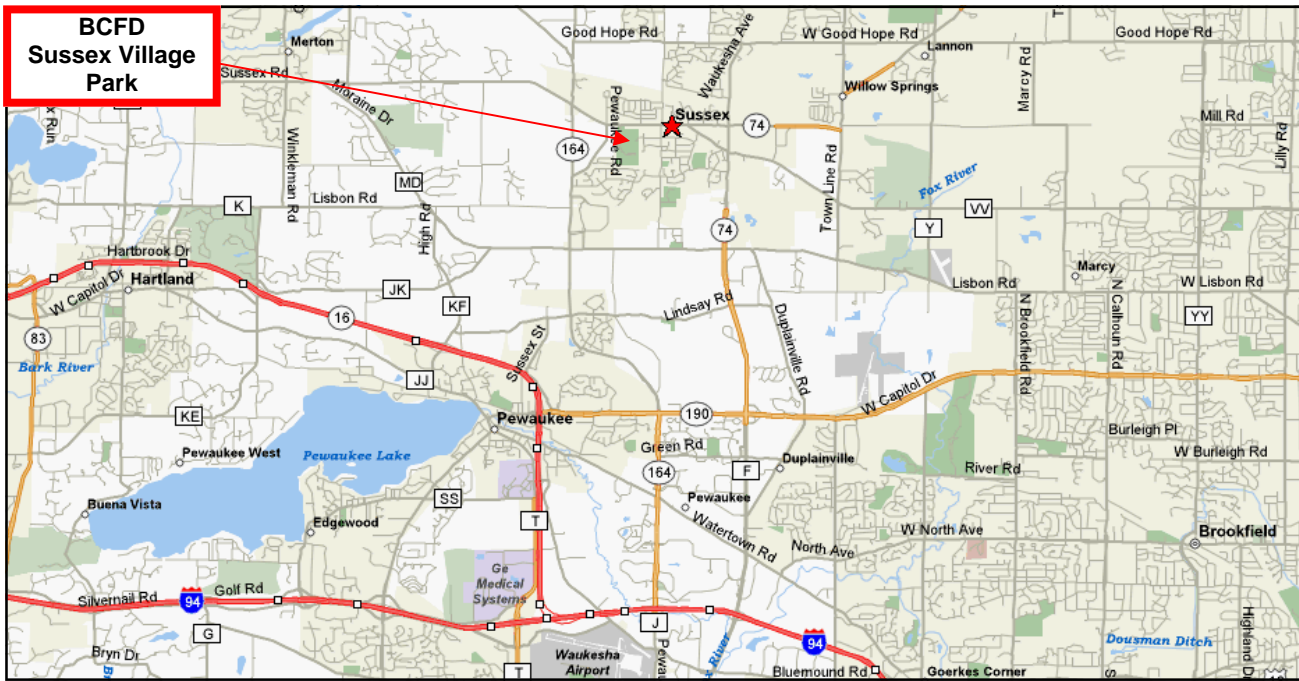 BCFD
Sussex Village
Park
Merton
Good Hope Rd
W Good Hope Rd
Good Hope Rd
Waukesha Ave
Lannon
Sussex Rd
Moraine Dr
Willow Springs
Marcy Rd
Pewaukee Rd
Sussex
74
Mill Rd
Lilly Rd
164
Winkleman Rd
MD
Fox River
K
Lisbon Rd
High Rd
Town Line Rd
VV
Y
74
Hartbrook Dr
Hartland
W Capitol Dr
JK
KF
Lindsay Rd
Lisbon Rd
Marcy
W Lisbon Rd
N Brookfield Rd
N Calhoun Rd
YY
16
83
Sussex St
Duplainville Rd
Bark River
JJ
W Capitol Dr
KE
Pewaukee
190
Burleigh Pl
Pewaukee West
Pewaukee Lake
Green Rd
W Burleigh Rd
164
F
Duplainville
River Rd
Buena Vista
SS
Pewaukee
Edgewood
T
Watertown Rd
W North Ave
Brookfield
North Ave
Ge
Medical
Systems
Silvernail Rd
Golf Rd
94
G
J
94
Bryn Dr
Waukesha
Airport
T
Bluemound Rd
Goerkes Corner
Dousman Ditch
Highland Dr